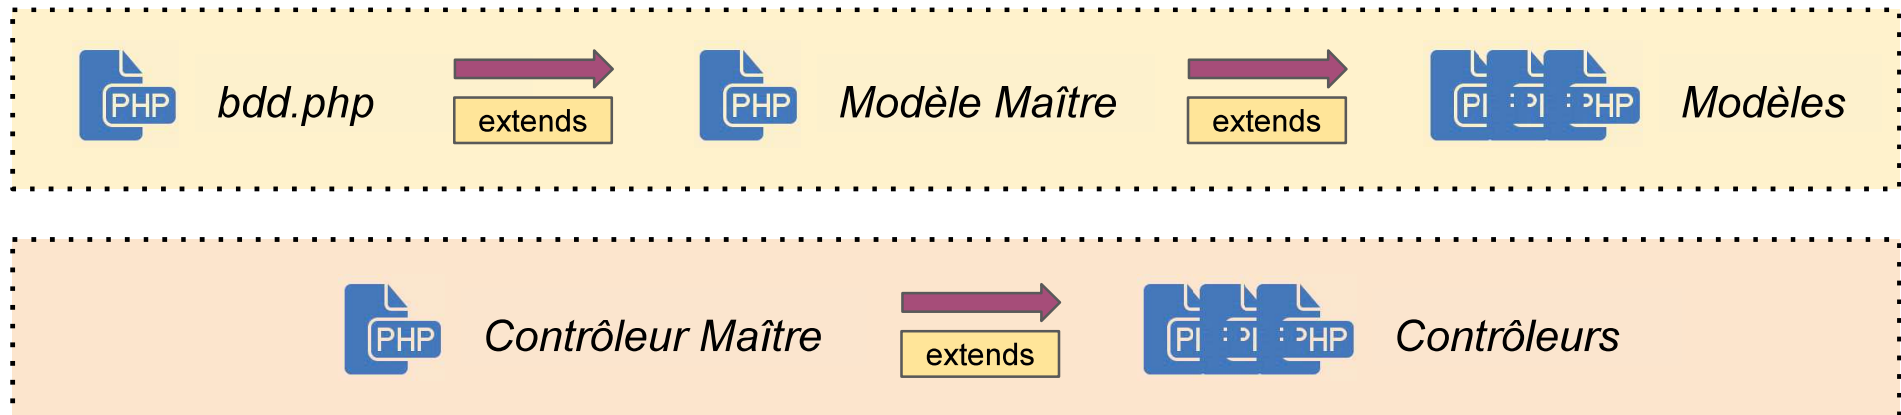 PHP bdd.php extends PHP Modèle Maître extends PHP Modèles
PHP Contrôleur Maître extends PHP Contrôleurs